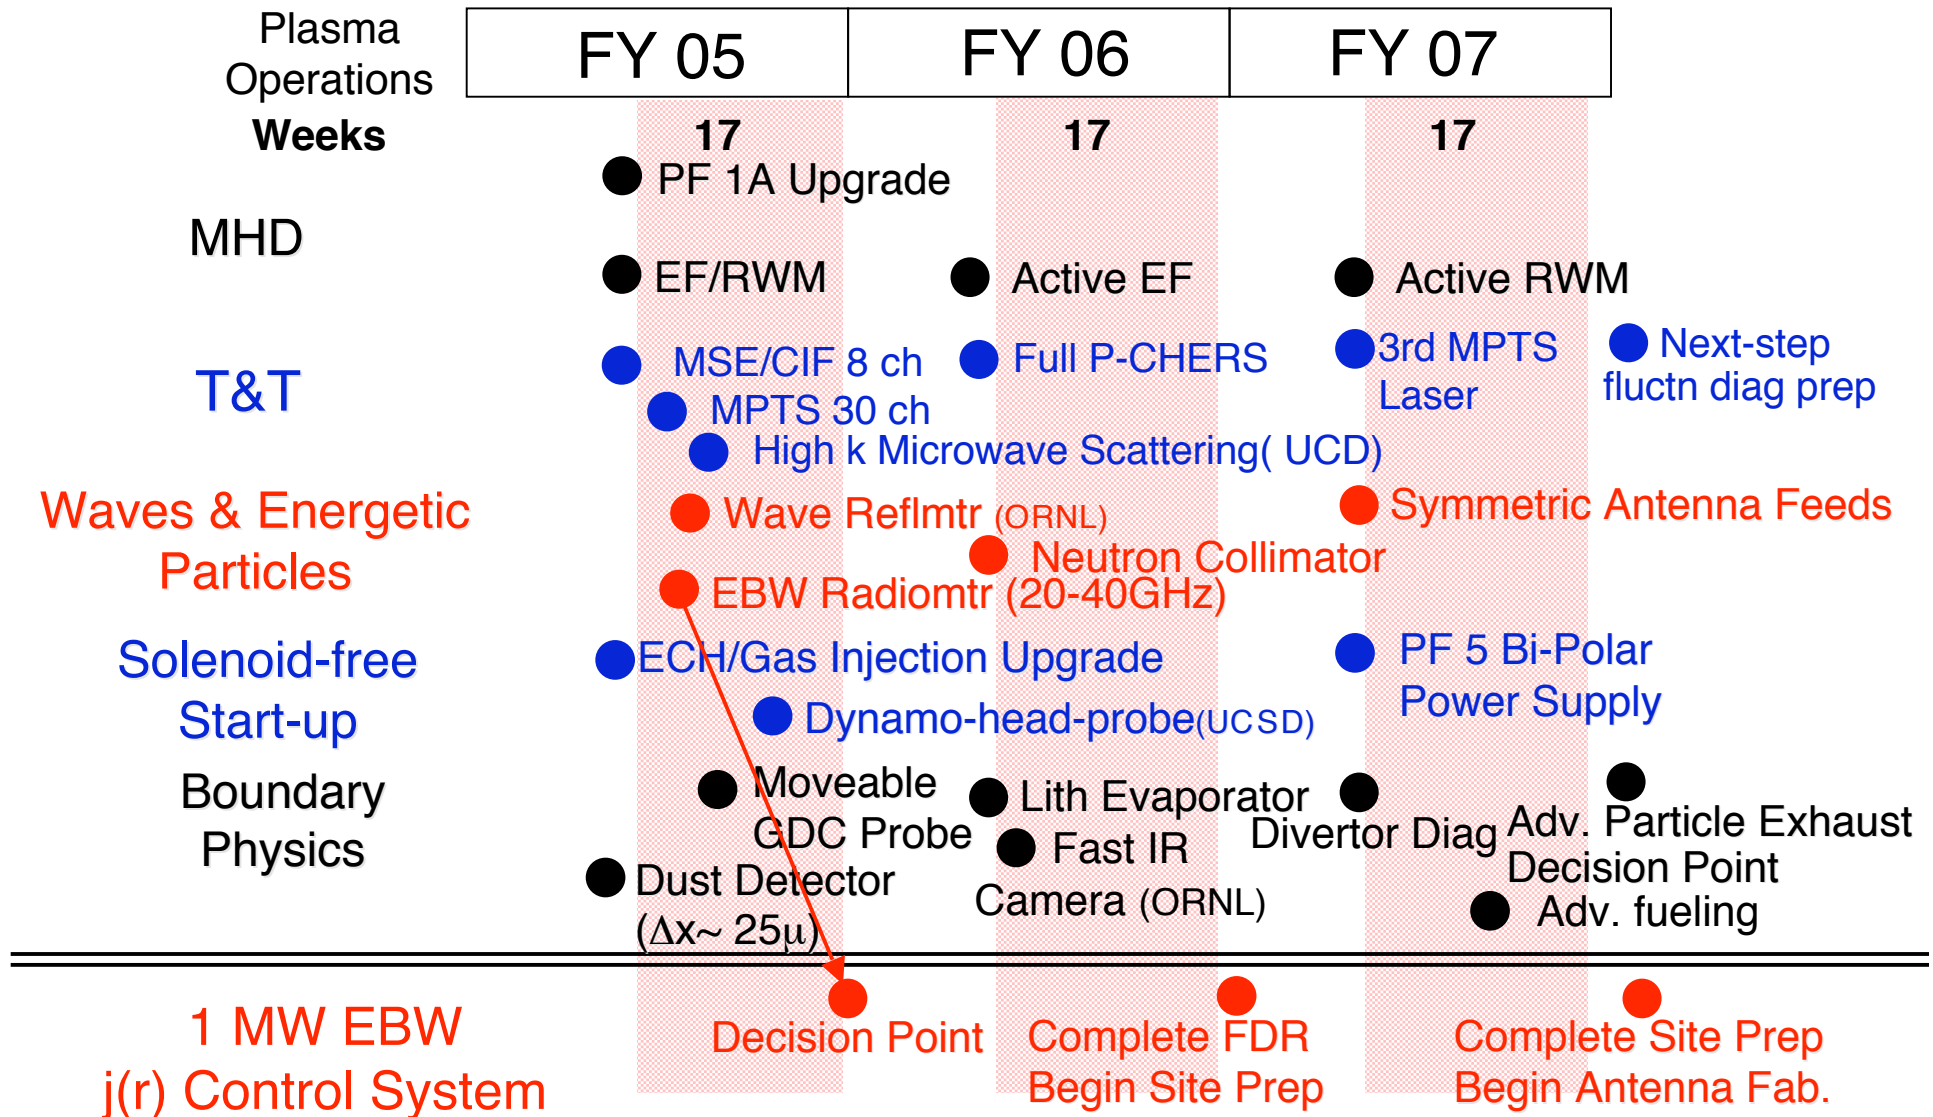 Plasma
Operations
FY 05
FY 06
FY 07
Weeks
17
17
17
PF 1A Upgrade
MHD
EF/RWM
Active EF
Active RWM
MSE/CIF 8 ch
Full P-CHERS
3rd MPTS
Laser
Next-step
fluctn diag prep
T&T
MPTS 30 ch
High k Microwave Scattering( UCD)
Waves & Energetic
Particles
Wave Reflmtr (ORNL)
Symmetric Antenna Feeds
Neutron Collimator
EBW Radiomtr (20-40GHz)
Solenoid-free
Start-up
ECH/Gas Injection Upgrade
PF 5 Bi-Polar
Power Supply
Dynamo-head-probe(UCSD)
Boundary
Physics
Moveable
GDC Probe
Lith Evaporator
Fast IR
Camera (ORNL)
Divertor Diag
Adv. Particle Exhaust
Decision Point
Dust Detector
(Δx~ 25μ)
Adv. fueling
1 MW EBW
j(r) Control System
Decision Point
Complete FDR
Begin Site Prep
Complete Site Prep
Begin Antenna Fab.